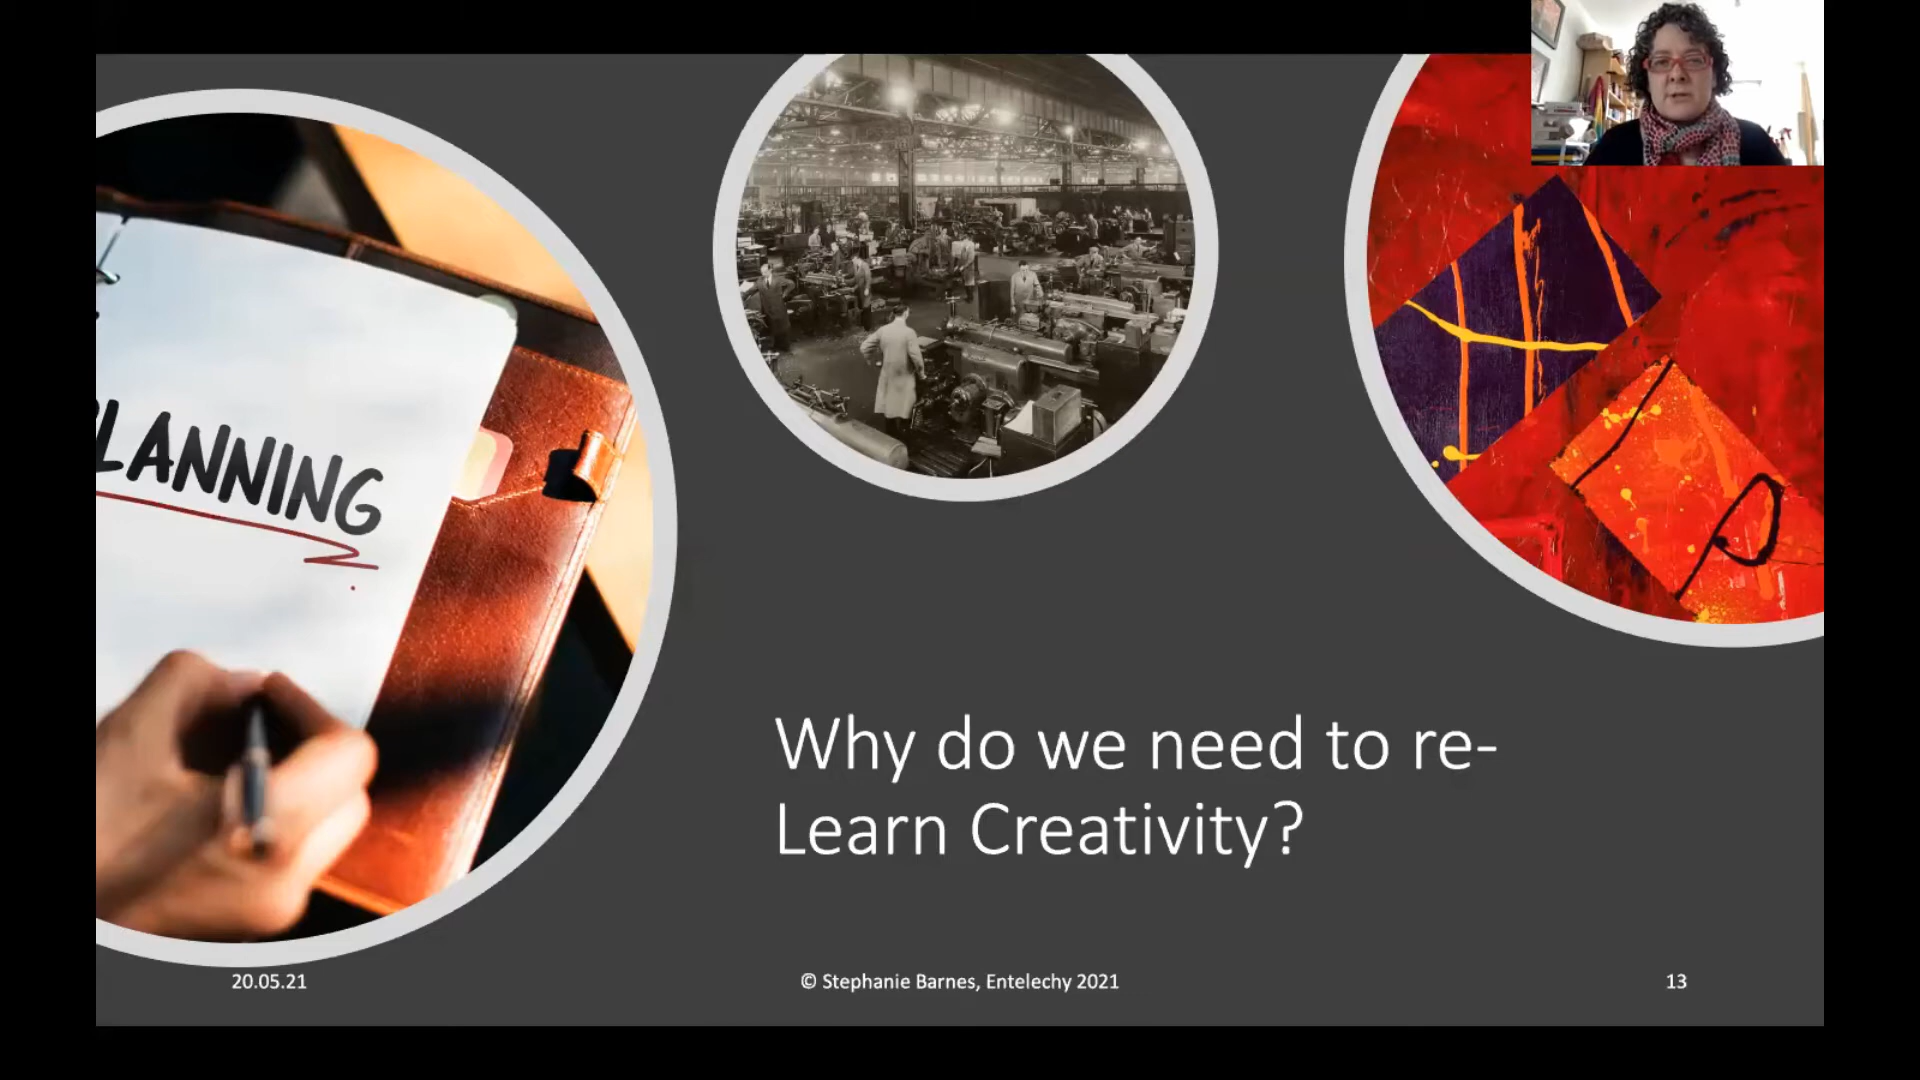 LANNING
Why do we need to re-
Learn Creativity?
20.05.21
© Stephanie Barnes, Entelechy 2021
13